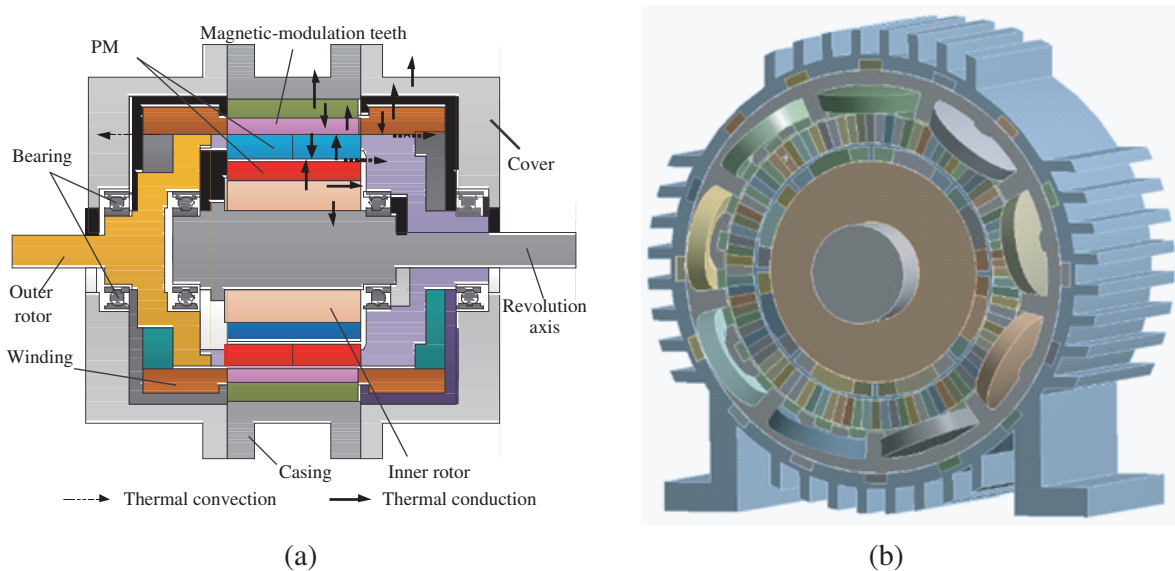 Magnetic-modulation teeth
PM
Bearing
Cover
Outer
rotor
Revolution
axis
Winding
Casing
Inner rotor
Thermal convection
Thermal conduction
(a)
(b)